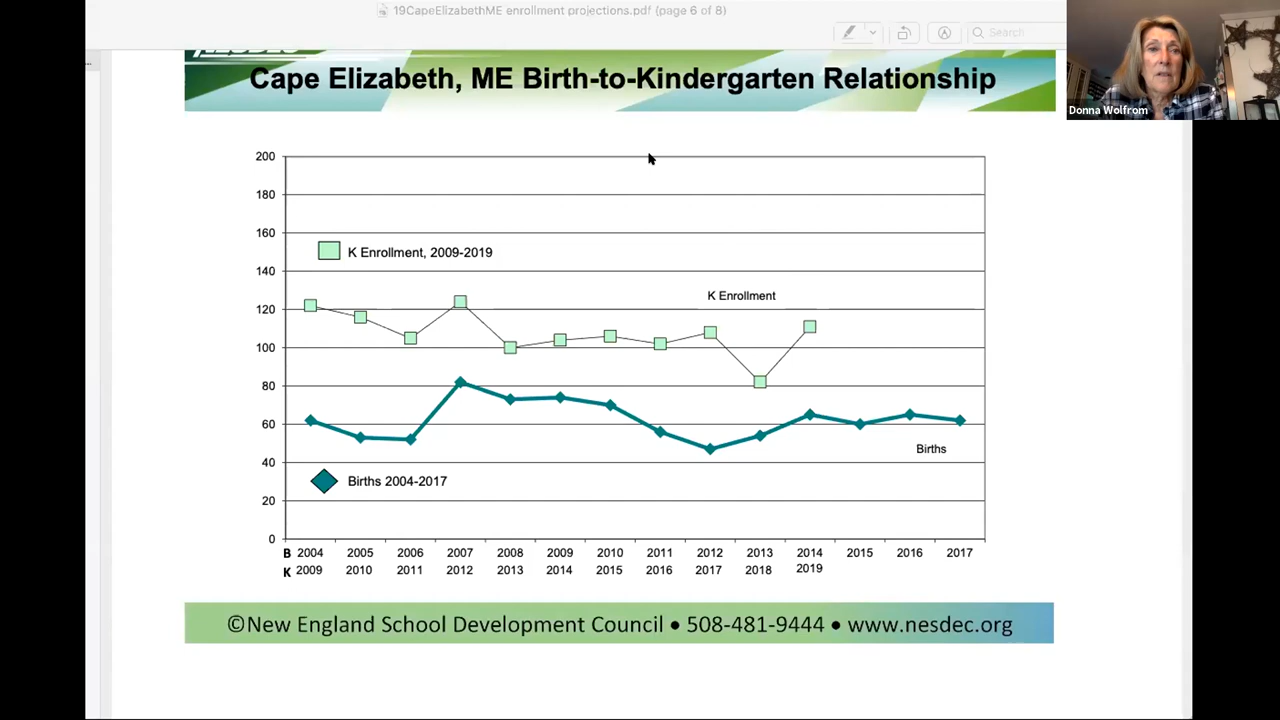 19CapeElizabethME enrollment projections.pdf (page 6 of 8)
Search
Donna Wolfrom
Cape Elizabeth, ME Birth-to-Kindergarten Relationship
200
180
160
140
120
100
80
60
40
20
0
K Enrollment, 2009-2019
K Enrollment
Births
Births 2004-2017
B 2004 2005 2006 2007 2008 2009 2010 2011 2012 2013 2014 2015 2016 2017
K 2009 2010 2011 2012 2013 2014 2015 2016 2017 2018 2019
©New England School Development Council • 508-481-9444 • www.nesdec.org